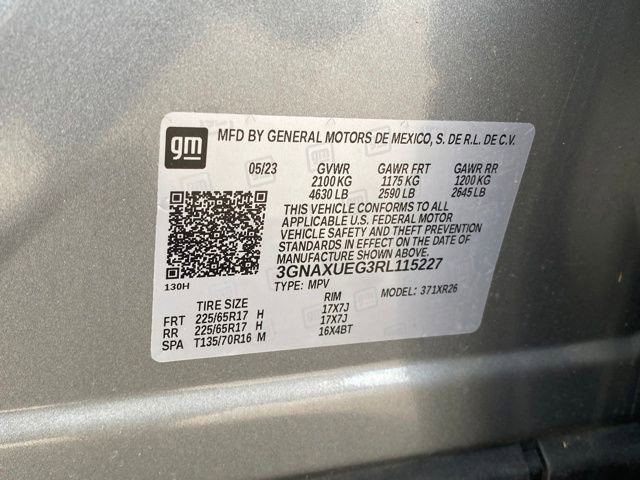 gm
MFD BY GENERAL MOTORS DE MEXICO, S. DE R.L. DE C.V.
05/23 GVWR GAWR FRT GAWR RR
2100 KG 1175 KG 1200 KG
4630 LB 2590 LB 2645 LB
THIS VEHICLE CONFORMS TO ALL
APPLICABLE U.S. FEDERAL MOTOR
VEHICLE SAFETY AND THEFT PREVENTION
STANDARDS IN EFFECT ON THE DATE OF
MANUFACTURE SHOWN ABOVE.
3GNAXUEG3RL115227
130H
TYPE: MPV MODEL: 371XR26
TIRE SIZE RIM
FRT 225/65R17 H 17X7J
RR 225/65R17 H 17X7J
SPA T135/70R16 M 16X4BT